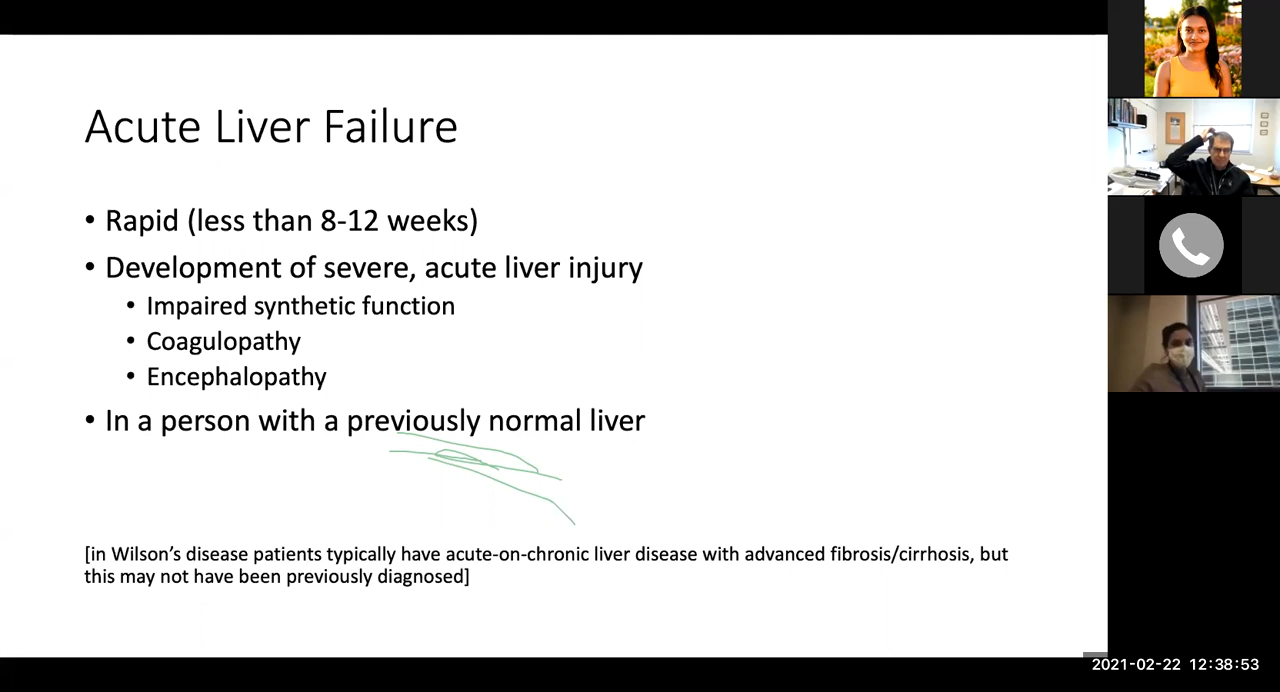 Acute Liver Failure
• Rapid (less than 8-12 weeks)
• Development of severe, acute liver injury
• Impaired synthetic function
• Coagulopathy
• Encephalopathy
• In a person with a previously normal liver
[in Wilson's disease patients typically have acute-on-chronic liver disease with advanced fibrosis/cirrhosis, but
this may not have been previously diagnosed]
2021-02-22 12:38:53